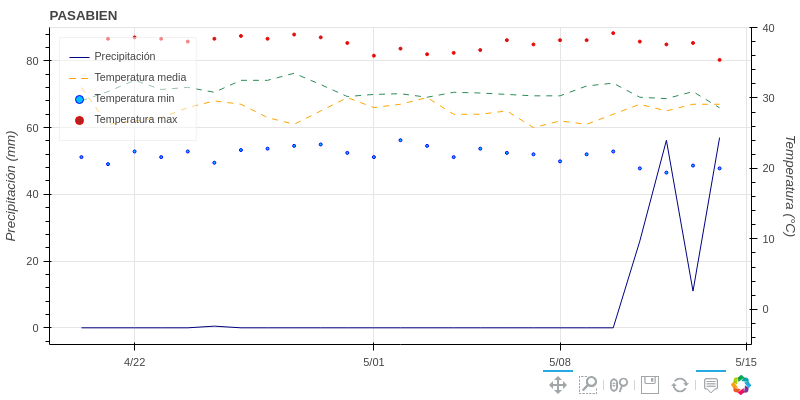 PASABIEN
Precipitación
Temperatura media
Temperatura min
Temperatura max
Precipitación (mm)
80
60
40
20
0
Temperatura (°C)
40
30
20
10
0
4/22
5/01
5/08
5/15